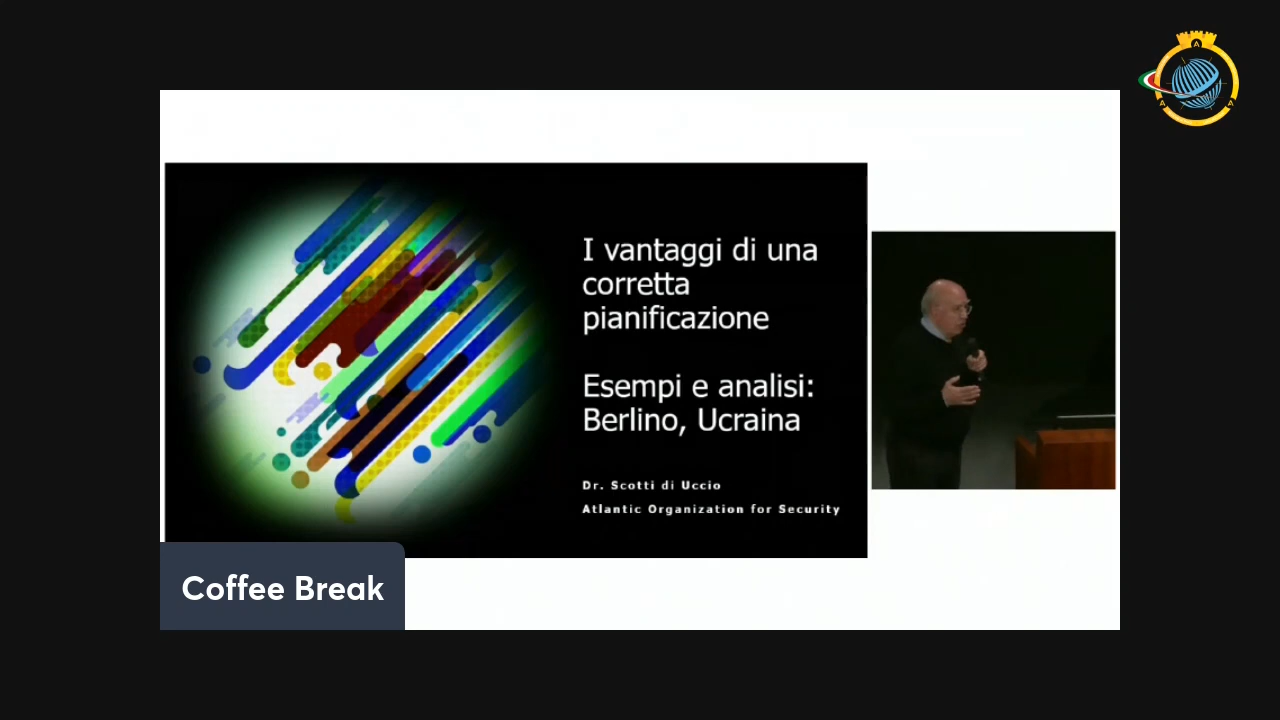 I vantaggi di una
corretta
pianificazione
Esempi e analisi:
Berlino, Ucraina
Dr. Scotti di Uccio
Atlantic Organization for Security
Coffee Break